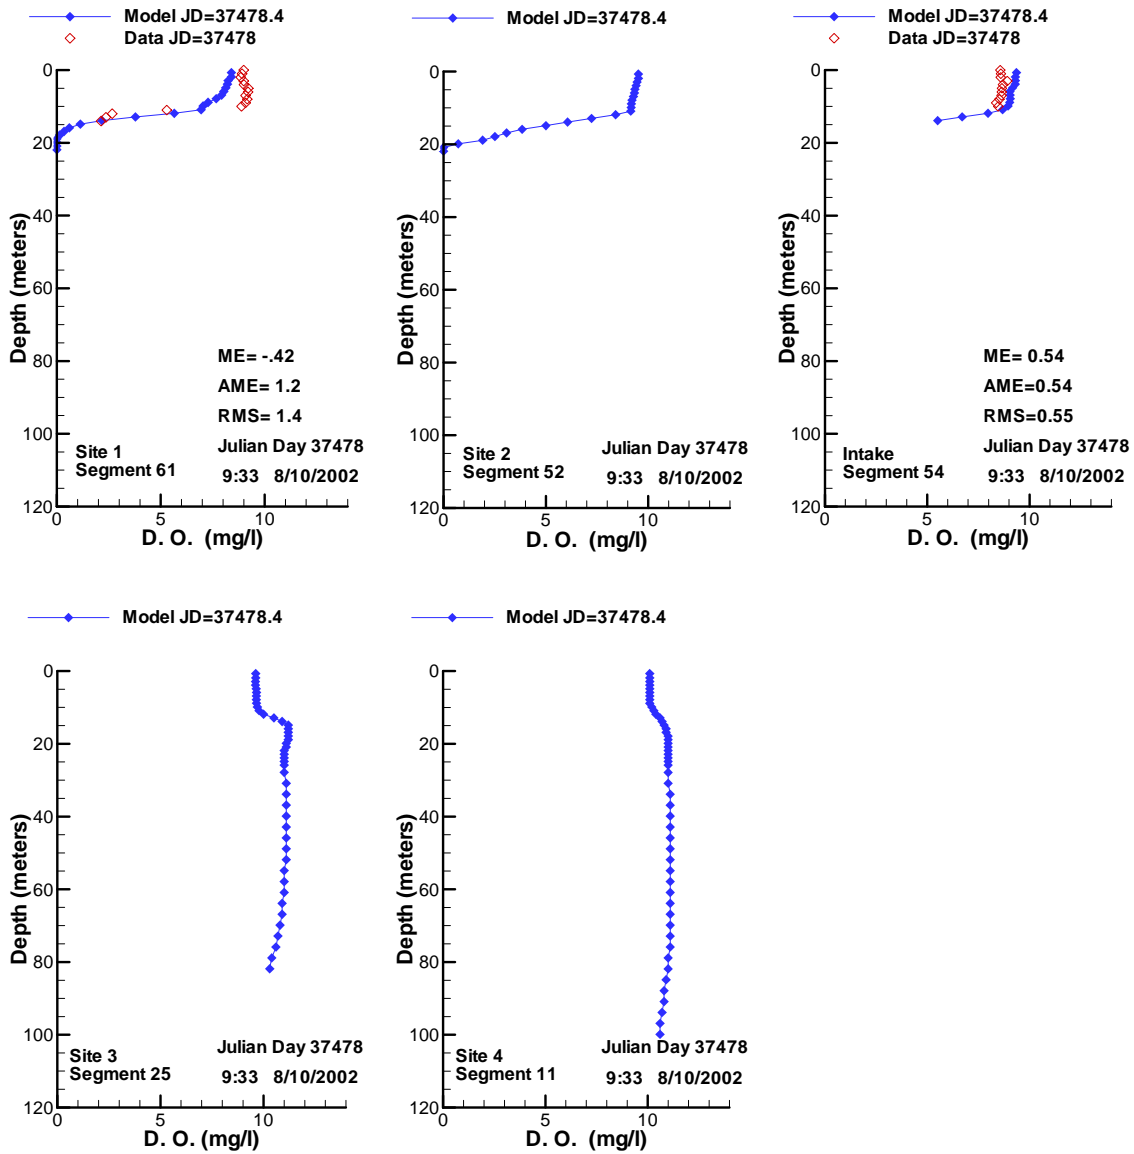 Model JD=37478.4
Data JD=37478
0
20
40
60
80
100
120
Depth (meters)
ME= -.42
AME= 1.2
RMS= 1.4
Site 1
Segment 61
Julian Day 37478
9:33 8/10/2002
0 5 10
D. O. (mg/l)
Model JD=37478.4
0
20
40
60
80
100
120
Depth (meters)
Site 2
Segment 52
Julian Day 37478
9:33 8/10/2002
0 5 10
D. O. (mg/l)
Model JD=37478.4
Data JD=37478
0
20
40
60
80
100
120
Depth (meters)
ME= 0.54
AME=0.54
RMS=0.55
Intake
Segment 54
Julian Day 37478
9:33 8/10/2002
0 5 10
D. O. (mg/l)
Model JD=37478.4
0
20
40
60
80
100
120
Depth (meters)
Site 3
Segment 25
Julian Day 37478
9:33 8/10/2002
0 5 10
D. O. (mg/l)
Model JD=37478.4
0
20
40
60
80
100
120
Depth (meters)
Site 4
Segment 11
Julian Day 37478
9:33 8/10/2002
0 5 10
D. O. (mg/l)